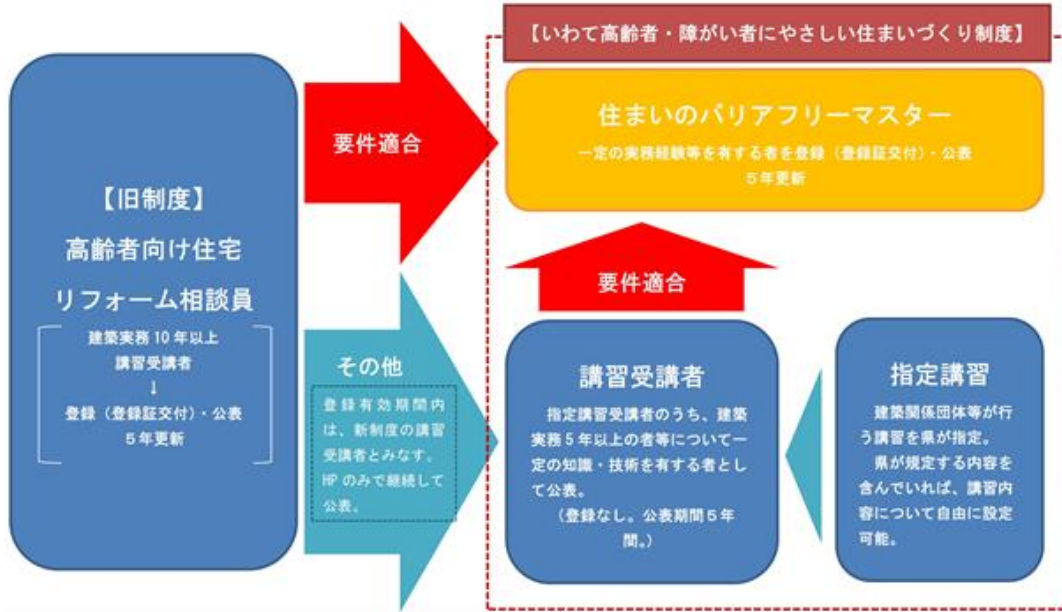 【旧制度】
高齢者向け住宅
リフォーム相談員
建築実務10年以上
講習受講者
↓
登録(登録証交付)・公表
5年更新
要件適合
その他
登録有効期間内
は、新制度の講習
受講者とみなす。
HPのみで継続して
公表。
【いわて高齢者・障がい者にやさしい住まいづくり制度】
住まいのバリアフリーマスター
一定の実務経験等を有する者を登録(登録証交付)・公表
5年更新
要件適合
講習受講者
指定講習受講者のうち、建築
実務5年以上の者等について一
定の知識・技術を有する者とし
て公表。
(登録なし。公表期間5年
間。)
指定講習
建築関係団体等が行
う講習を県が指定。
県が規定する内容を
含んでいれば、講習内
容について自由に設定
可能。